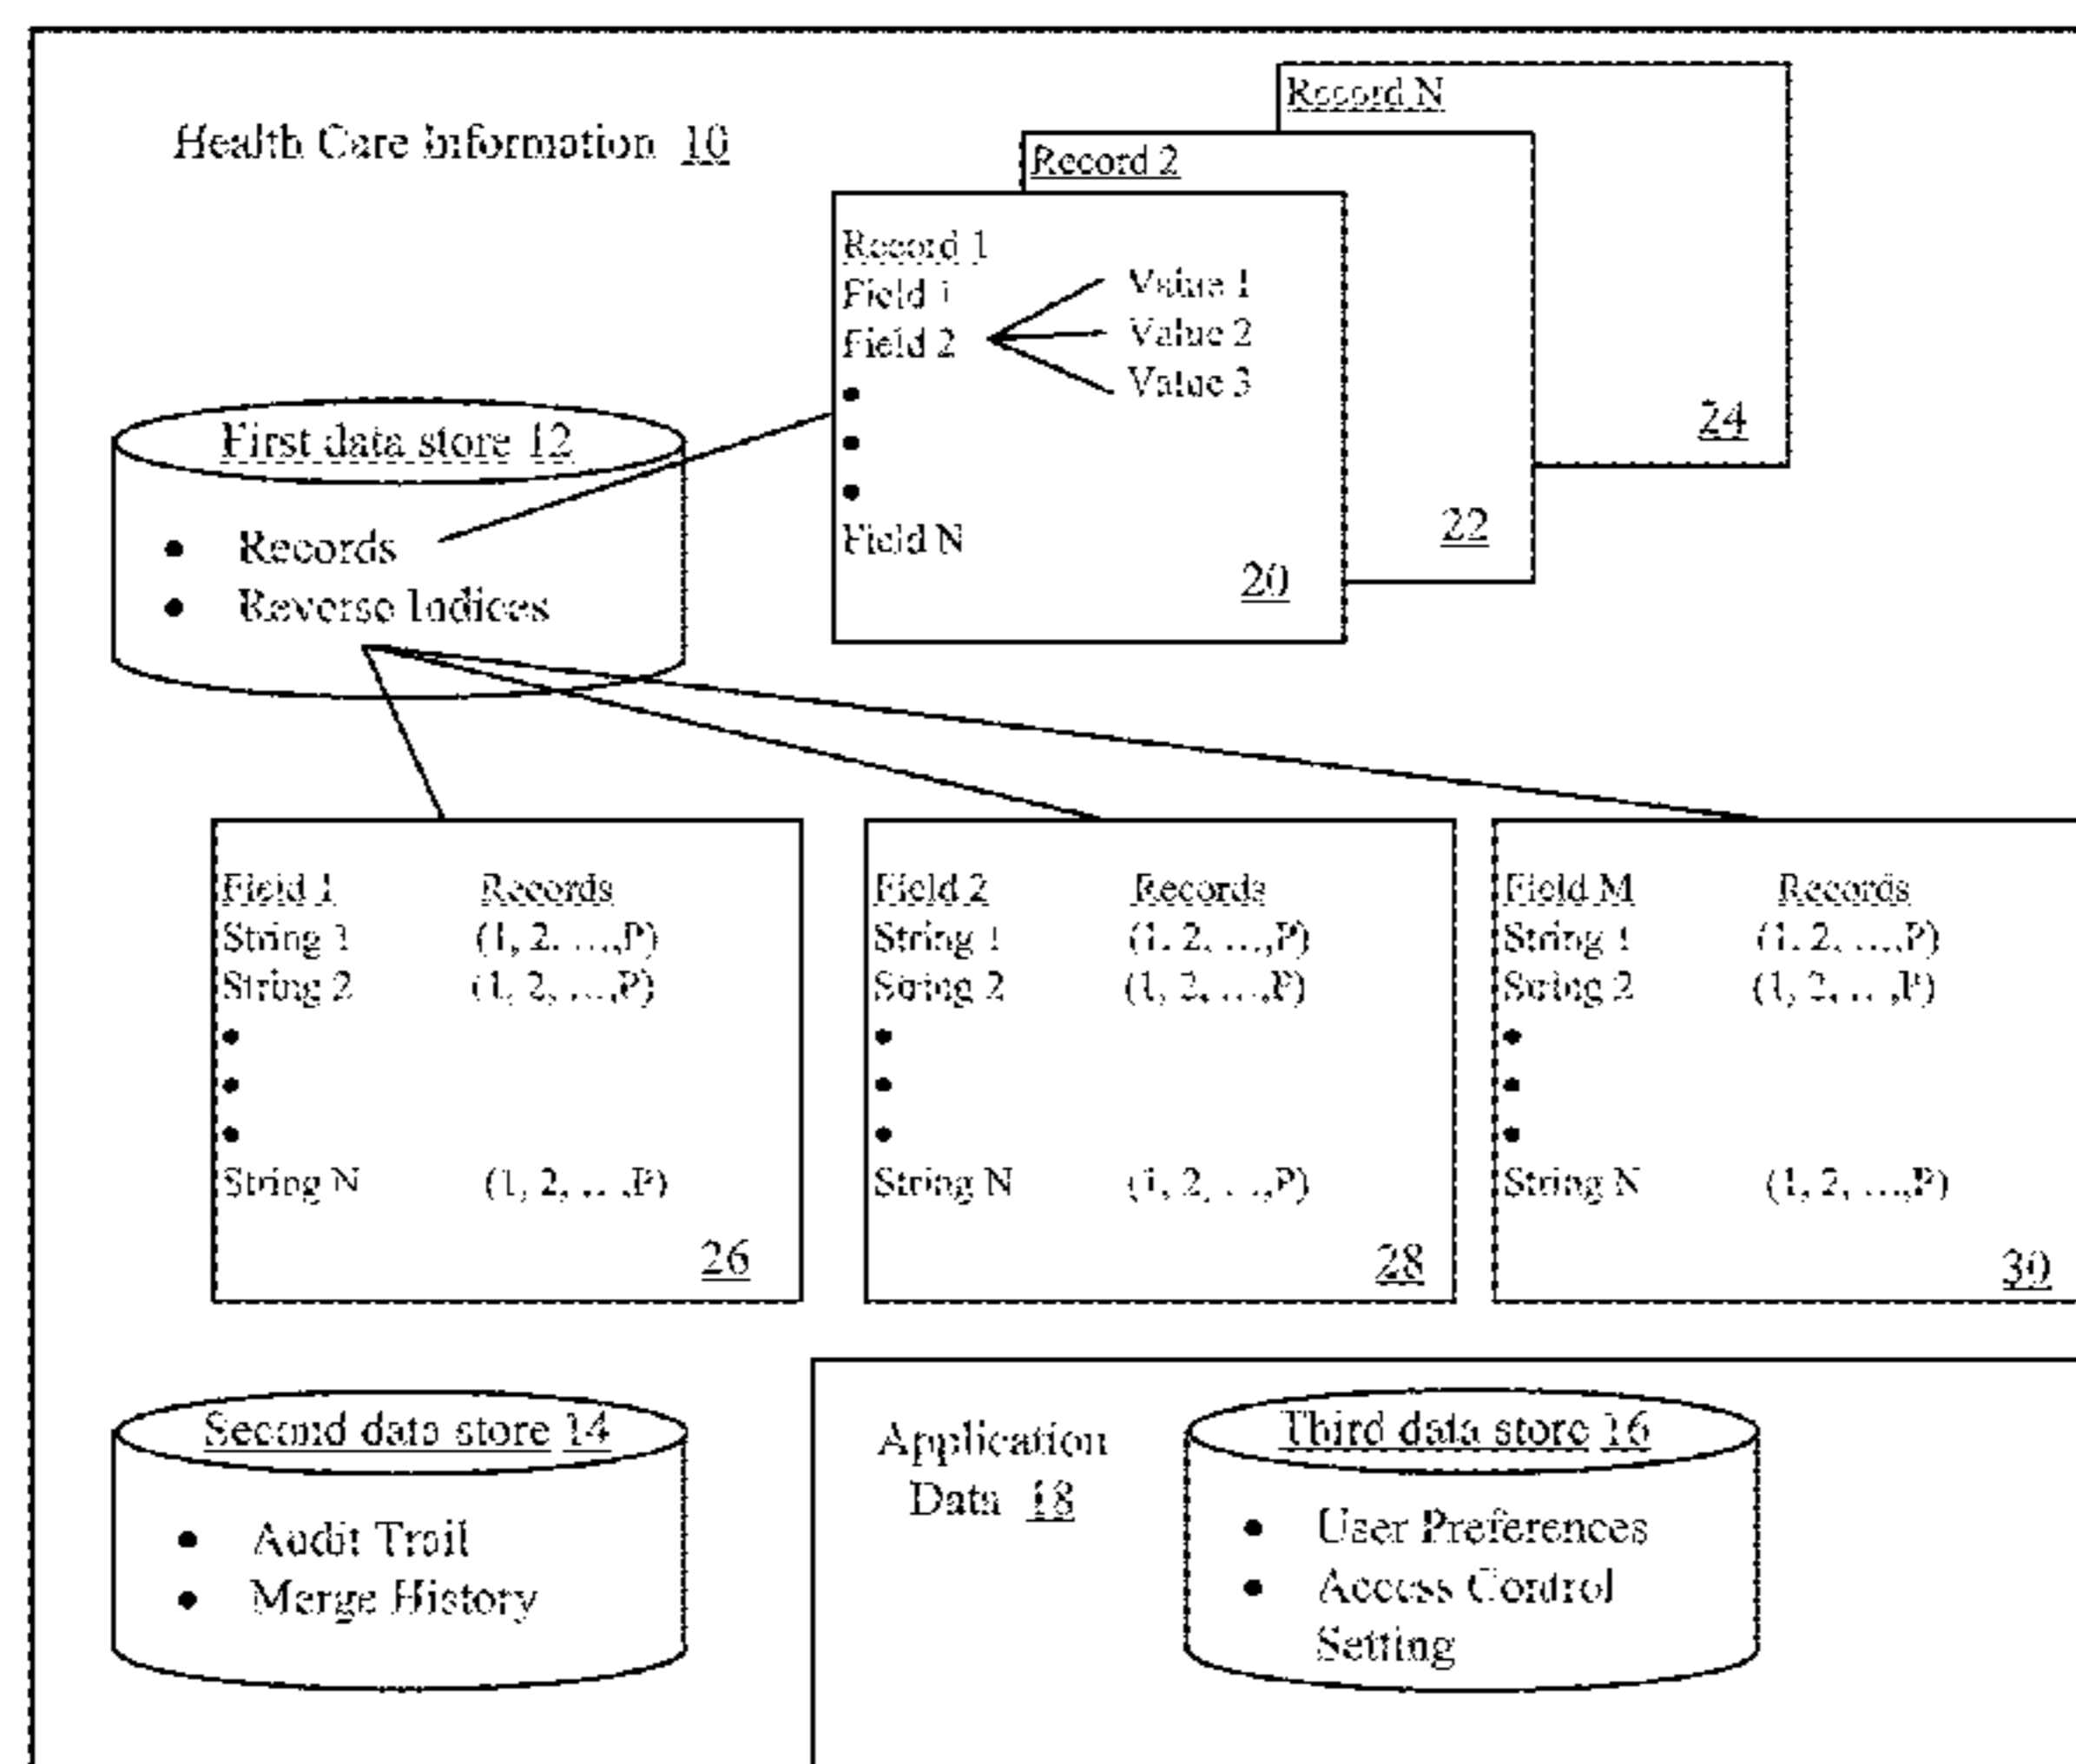 Health Care Information 10
Record N
24
Record 2
22
Record 1
Field 1
Field 2
Value 1
Value 2
Value 3
•
•
•
Field N
20
First data store 12
• Records
• Reverse Indices
Field 1 Records
String 1 (1, 2, ...,P)
String 2 (1, 2, ...,P)
•
•
•
String N (1, 2, ...,P)
26
Field 2 Records
String 1 (1, 2, ...,P)
String 2 (1, 2, ...,P)
•
•
•
String N (1, 2, ...,P)
28
Field M Records
String 1 (1, 2, ...,P)
String 2 (1, 2, ...,P)
•
•
•
String N (1, 2, ...,P)
30
Second data store 14
• Audit Trail
• Merge History
Application
Data 18
Third data store 16
• User Preferences
• Access Control
Setting